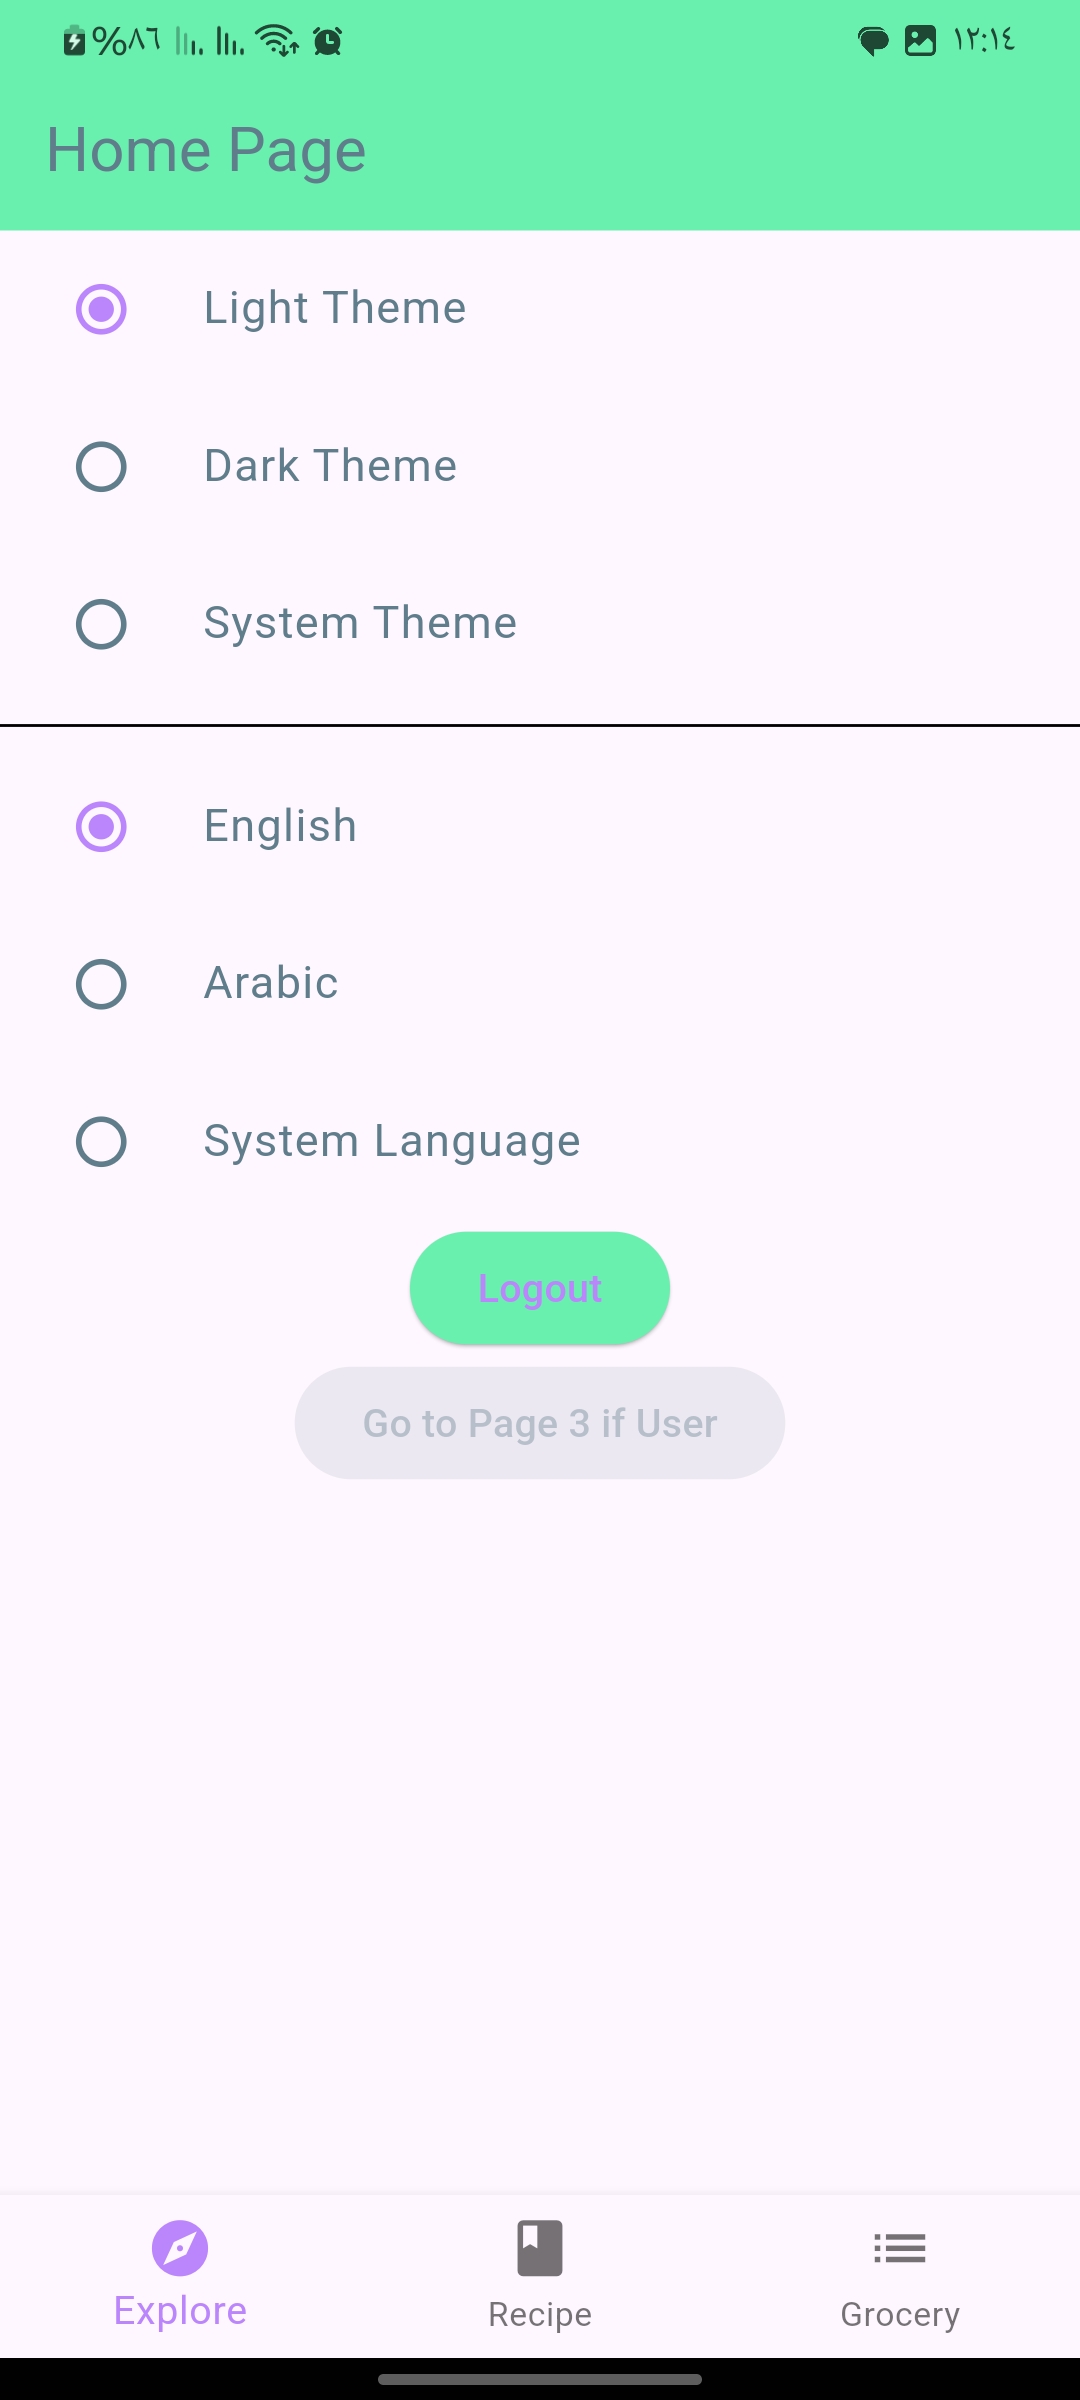 %٨٦ ١٢:١٤
Home Page
Light Theme
Dark Theme
System Theme
English
Arabic
System Language
Logout
Go to Page 3 if User
Explore Recipe Grocery